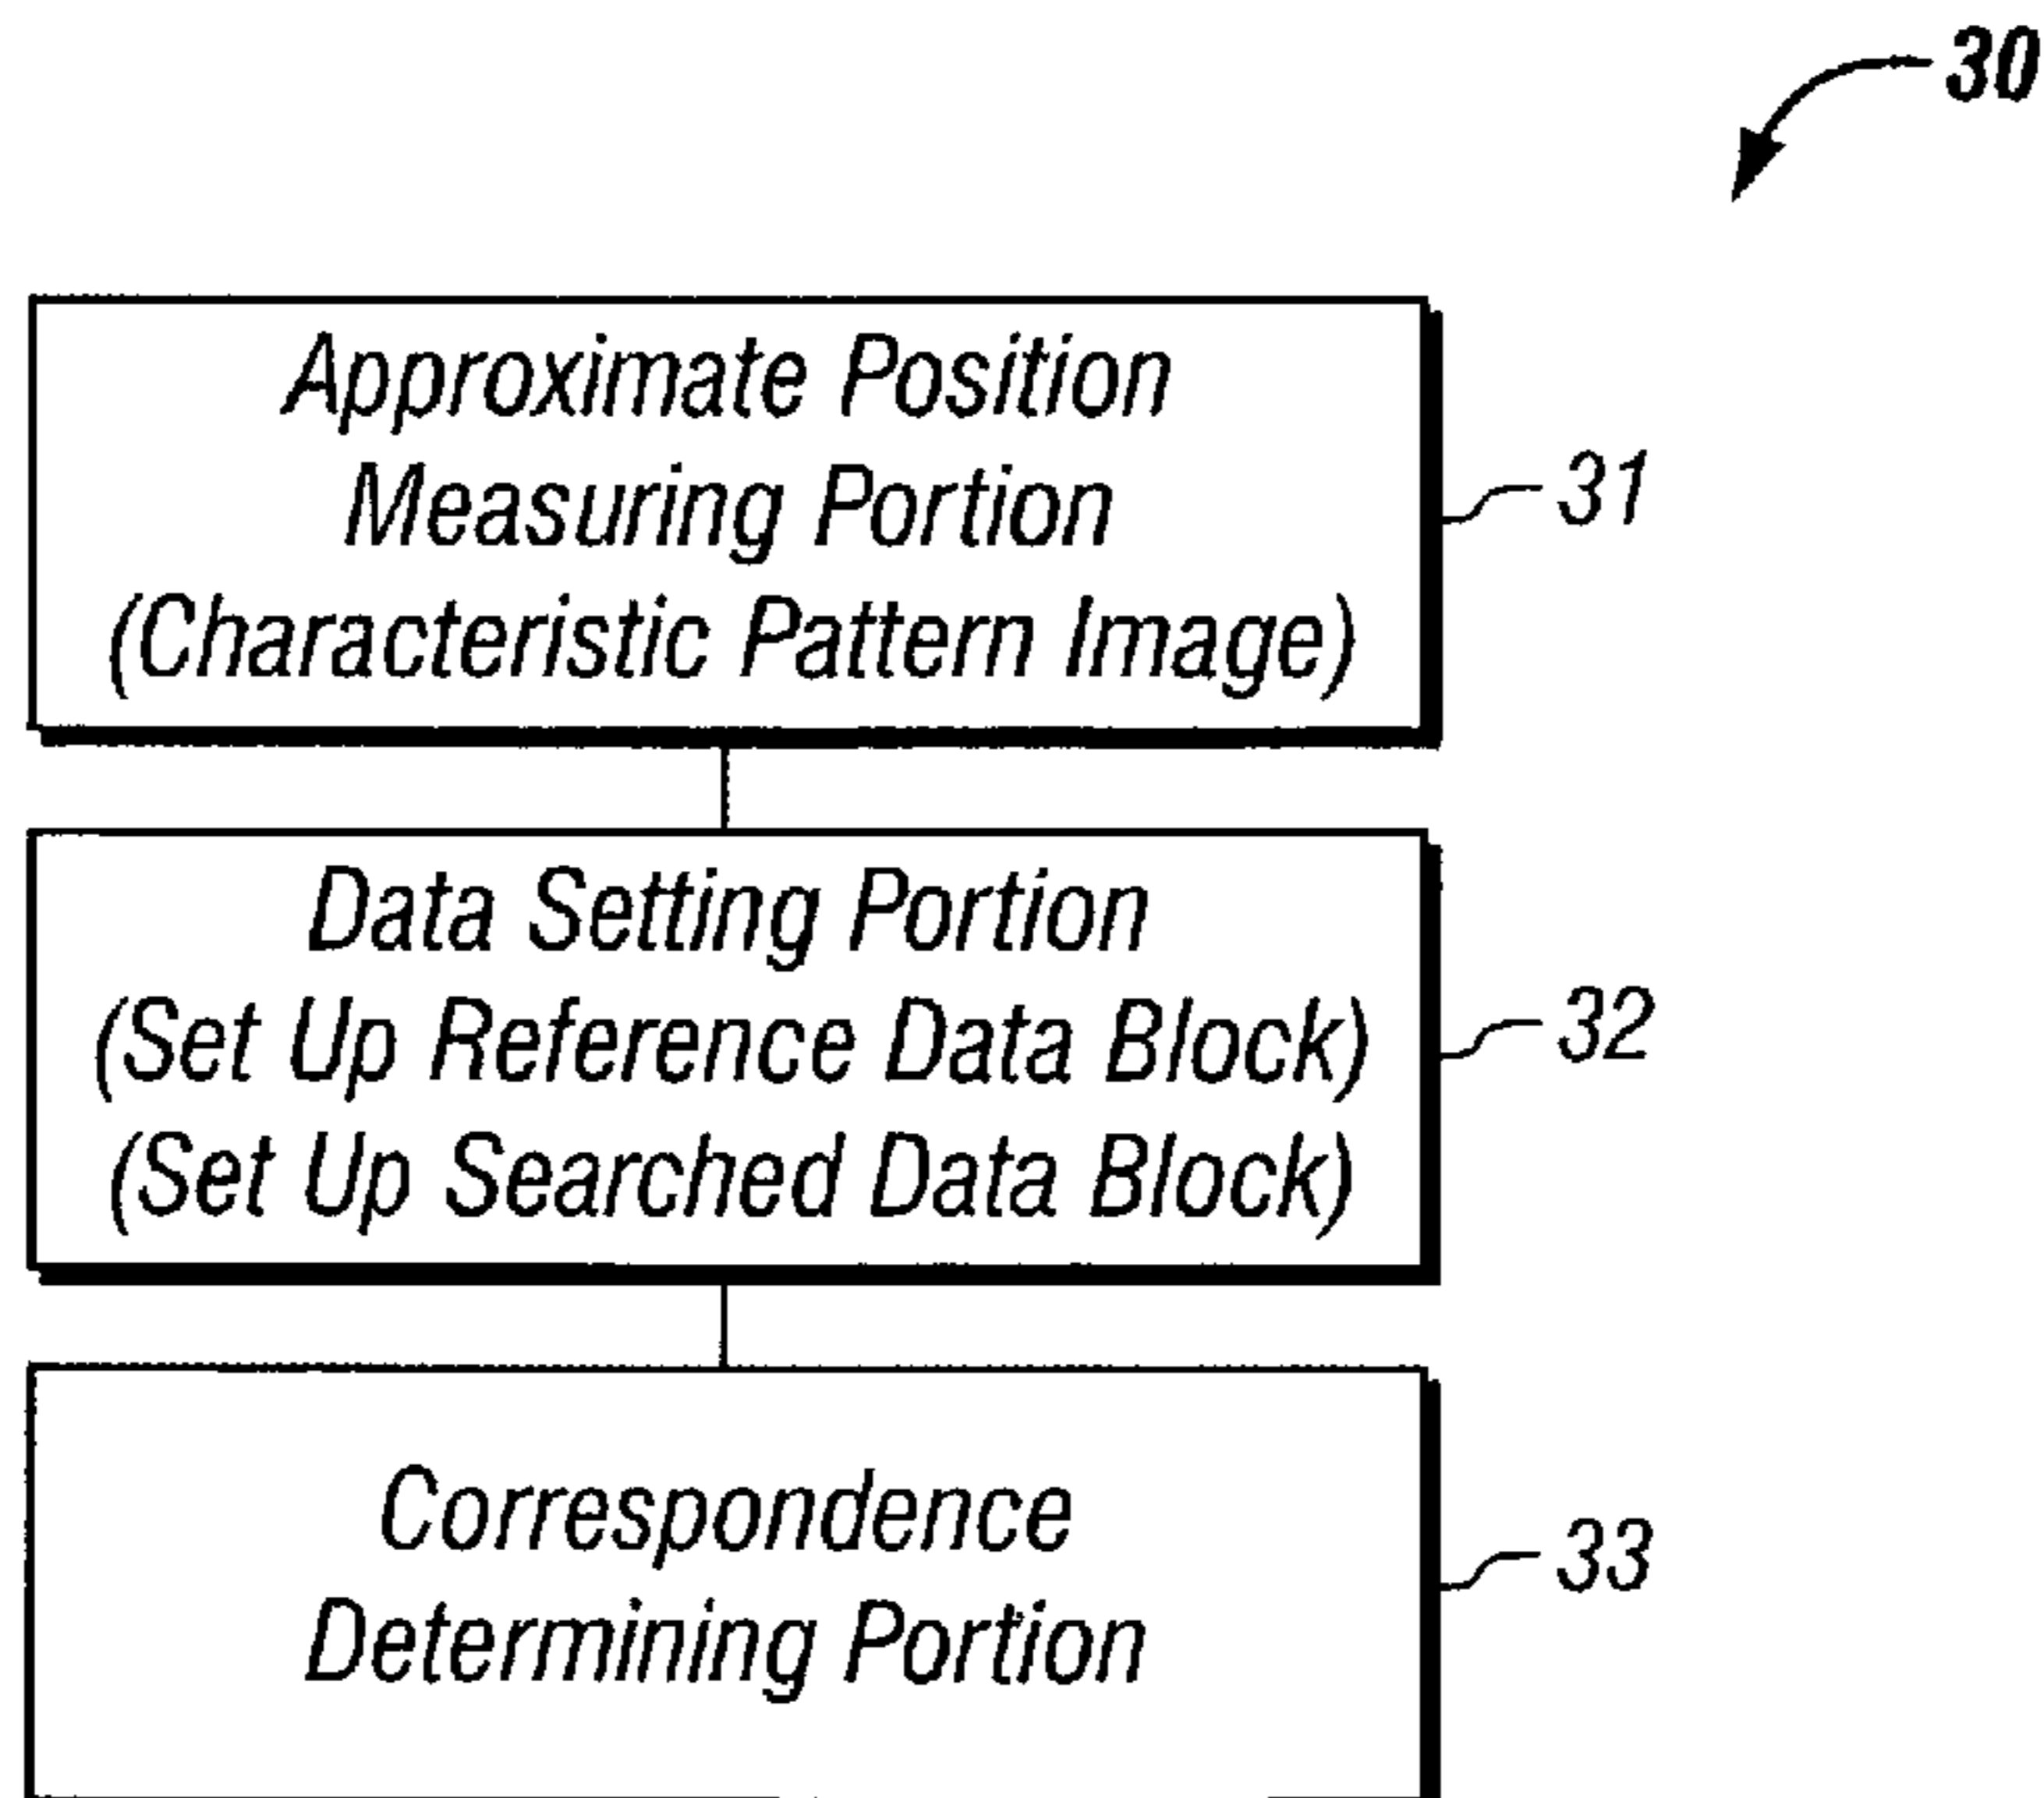 30
Approximate Position
Measuring Portion
(Characteristic Pattern Image)
31
Data Setting Portion
(Set Up Reference Data Block)
(Set Up Searched Data Block)
32
Correspondence
Determining Portion
33